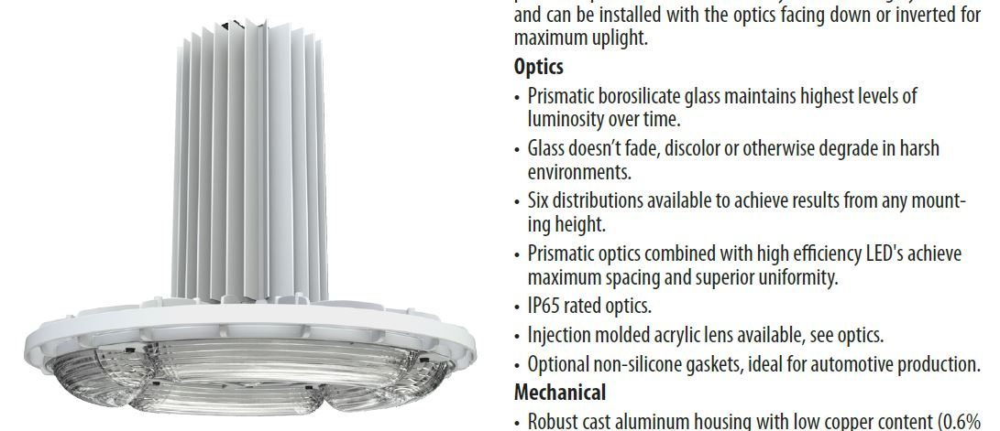 and can be installed with the optics facing down or inverted for
maximum uplight.
Optics
• Prismatic borosilicate glass maintains highest levels of
luminosity over time.
• Glass doesn’t fade, discolor or otherwise degrade in harsh
environments.
• Six distributions available to achieve results from any mount-
ing height.
• Prismatic optics combined with high efficiency LED's achieve
maximum spacing and superior uniformity.
• IP65 rated optics.
• Injection molded acrylic lens available, see optics.
• Optional non-silicone gaskets, ideal for automotive production.
Mechanical
• Robust cast aluminum housing with low copper content (0.6%